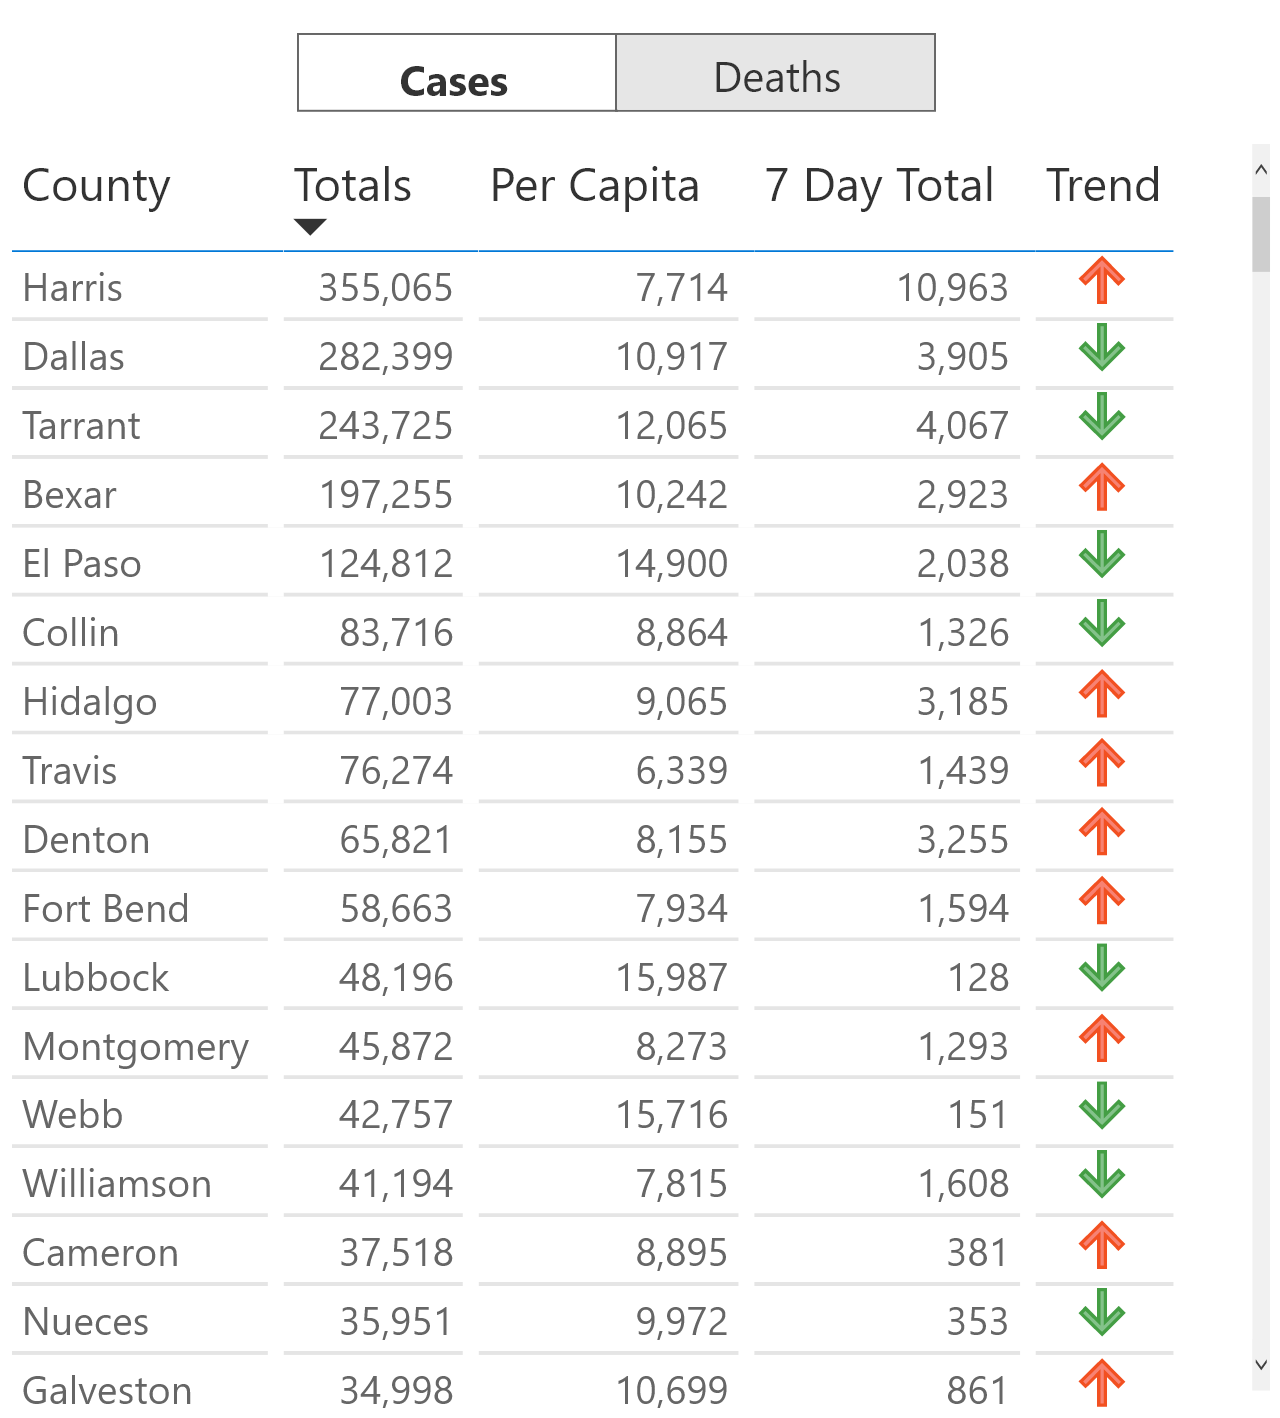 Cases Deaths
County Totals Per Capita 7 Day Total Trend
Harris 355,065 7,714 10,963
Dallas 282,399 10,917 3,905
Tarrant 243,725 12,065 4,067
Bexar 197,255 10,242 2,923
El Paso 124,812 14,900 2,038
Collin 83,716 8,864 1,326
Hidalgo 77,003 9,065 3,185
Travis 76,274 6,339 1,439
Denton 65,821 8,155 3,255
Fort Bend 58,663 7,934 1,594
Lubbock 48,196 15,987 128
Montgomery 45,872 8,273 1,293
Webb 42,757 15,716 151
Williamson 41,194 7,815 1,608
Cameron 37,518 8,895 381
Nueces 35,951 9,972 353
Galveston 34,998 10,699 861